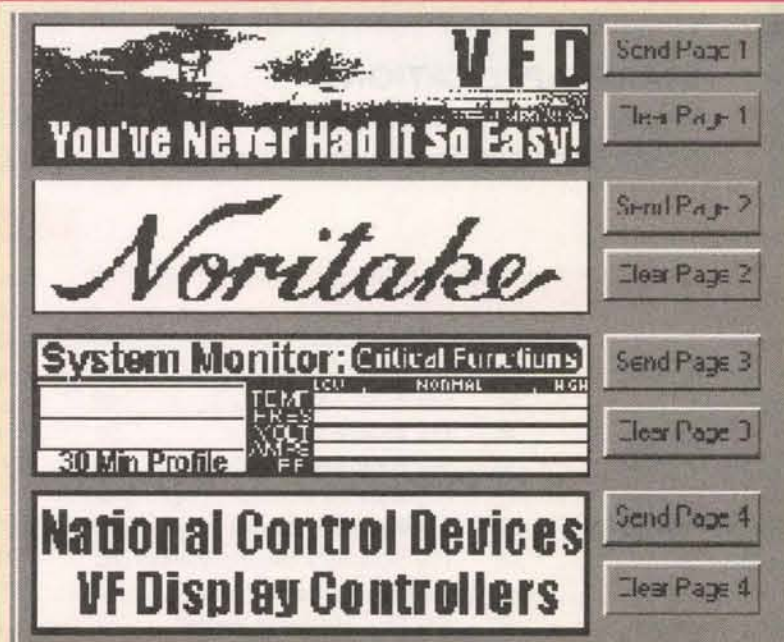 VFD
Send Page 1
Clear Page 1
You've Never Had It So Easy!
Noritake
Send Page 2
Clear Page 2
System Monitor: Critical Functions
Send Page 3
LOW NORMAL HIGH
TEMP
PRES
VOLT
AMPS
30 Min Profile
Clear Page 3
National Control Devices
VF Display Controllers
Send Page 4
Clear Page 4